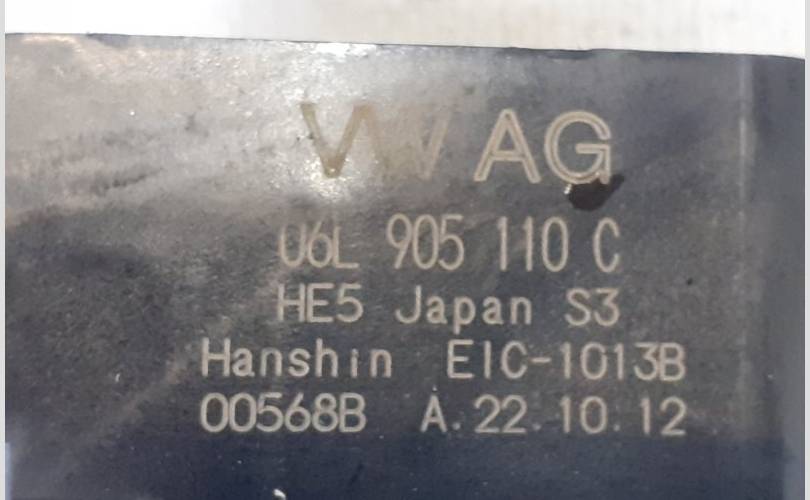 VW AG
06L 905 110 C
HE5 Japan S3
Hanshin EIC-1013B
00568B A.22.10.12